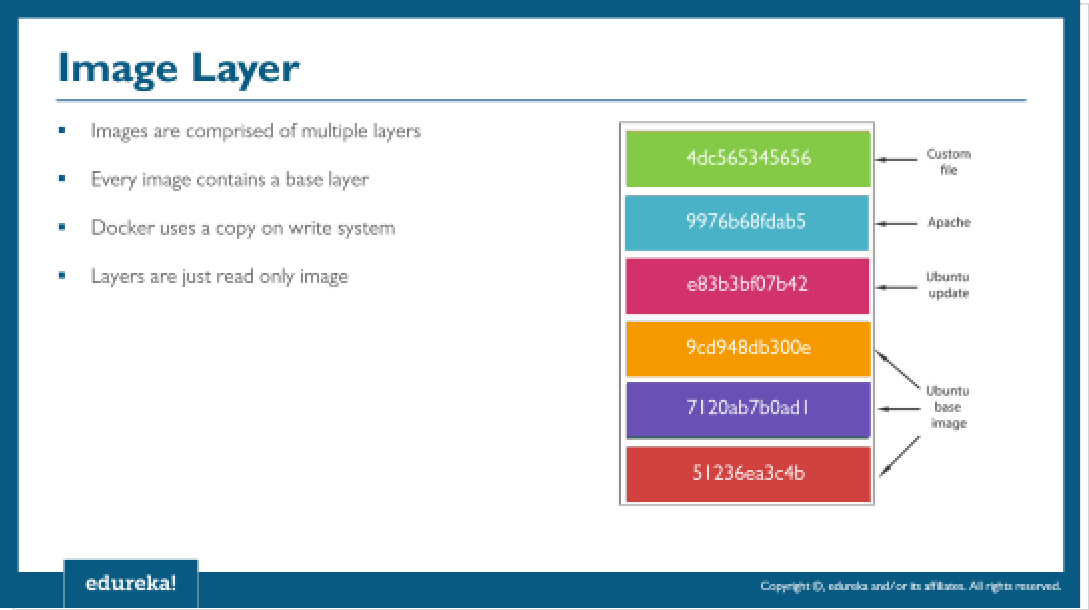 Image Layer
Images are comprised of multiple layers
Every image contains a base layer
Docker uses a copy on write system
Layers are just read only image
4dc565345656
Custom
file
9976b68fdab5
Apache
e83b3bf07b42
Ubuntu
update
9cd948db300e
7120ab7b0ad1
Ubuntu
base
image
51236ea3c4b
edureka!
Copyright ©, edureka and/or its affiliates. All rights reserved.